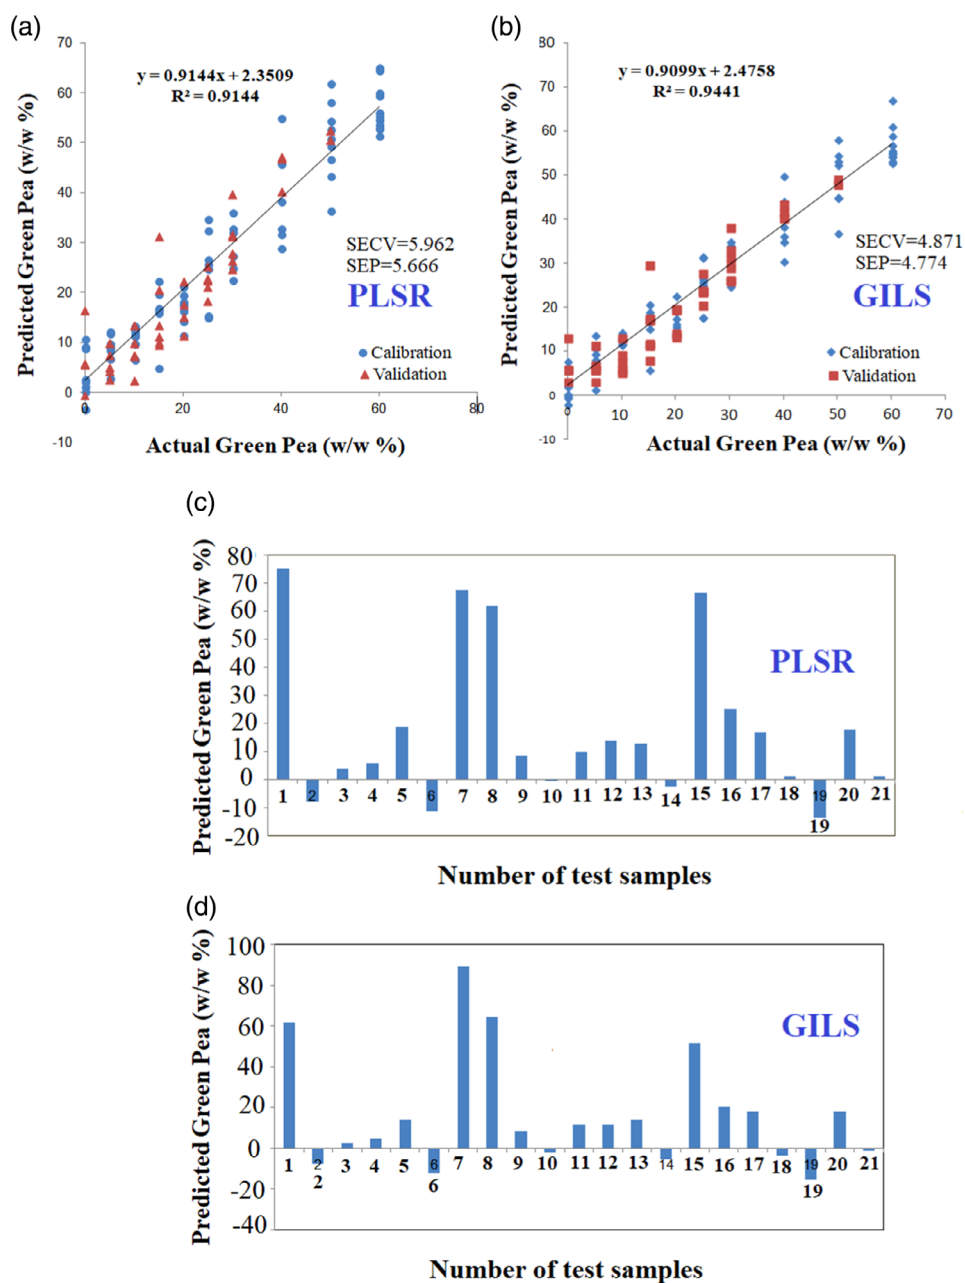 (a)
70
60
50
40
30
20
10
0
-10
0
20
40
60
80
y = 0.9144x + 2.3509
R² = 0.9144
SECV=5.962
SEP=5.666
PLSR
Calibration
Validation
Predicted Green Pea (w/w %)
Actual Green Pea (w/w %)
(b)
80
70
60
50
40
30
20
10
0
-10
0
10
20
30
40
50
60
70
y = 0.9099x + 2.4758
R² = 0.9441
SECV=4.871
SEP=4.774
GILS
Calibration
Validation
Predicted Green Pea (w/w %)
Actual Green Pea (w/w %)
(c)
80
70
60
50
40
30
20
10
0
-10
-20
PLSR
2 6 19
1 3 4 5 7 8 9 10 11 12 13 14 15 16 17 18 20 21
19
Predicted Green Pea (w/w %)
Number of test samples
(d)
100
80
60
40
20
0
-20
-40
GILS
1 2 3 4 5 6 7 8 9 10 11 12 13 14 15 16 17 18 19 20 21
2 6 19
Predicted Green Pea (w/w %)
Number of test samples